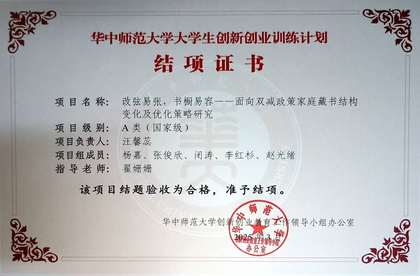 华中师范大学大学生创新创业训练计划
结项证书
项目名称：改弦易张，书橱易容——面向双减政策家庭藏书结构
变化及优化策略研究
项目级别：A类（国家级）
项目负责人：汪馨蕊
项目组成员：杨嘉、张俊欣、闭涛、李红杉、赵光绪
指导老师：翟姗姗
该项目结题验收为合格，准予结项。
华中师范大学创新创业教育工作领导小组办公室